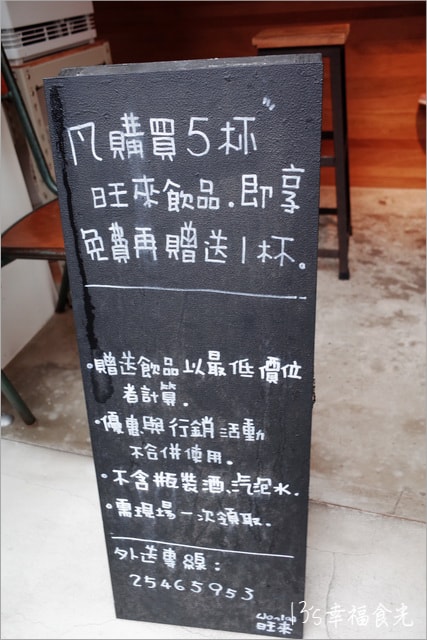 凡購買5杯
旺來飲品.即享
免費再贈送1杯。
・贈送飲品以最低價位
者計算.
・優惠與行銷活動
不合併使用.
・不含瓶裝酒、汽泡水.
・需現場一次領取.
外送專線:
25465953
旺來
13's幸福食光